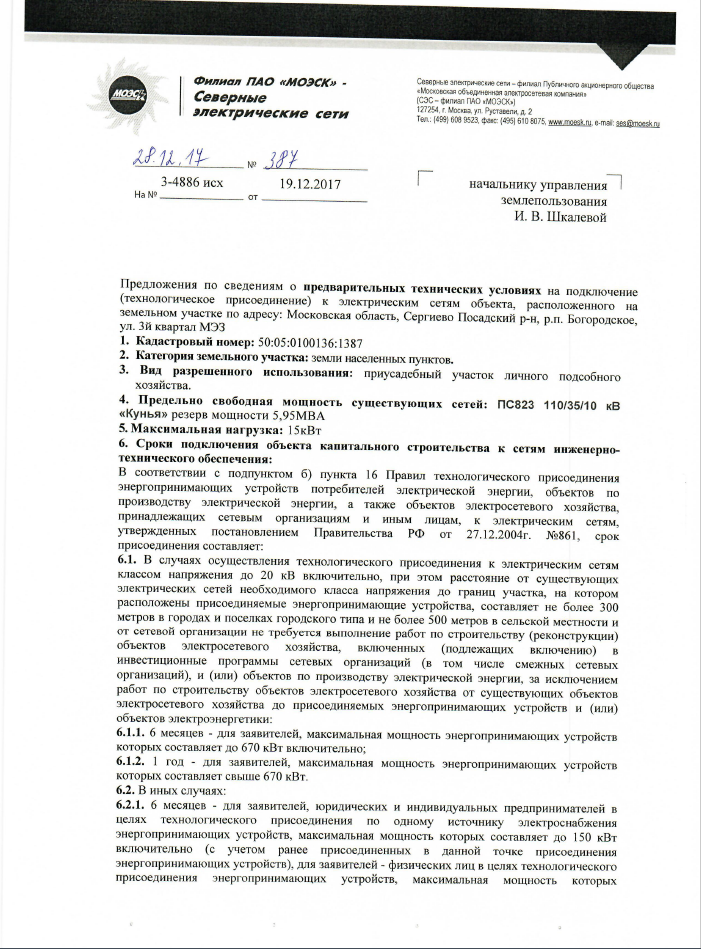 МОЭСК
Филиал ПАО «МОЭСК» -
Северные
электрические сети
Северные электрические сети – филиал Публичного акционерного общества
«Московская объединенная электросетевая компания»
(СЭС – филиал ПАО «МОЭСК»)
127254, г. Москва, ул. Руставели, д. 2
Тел.: (499) 608 9523, факс: (495) 610 8075, www.moesk.ru, e-mail: ses@moesk.ru
28.12.17 № 387
3-4886 исх 19.12.2017
На № от
начальнику управления
землепользования
И. В. Шкалевой
Предложения по сведениям о предварительных технических условиях на подключение
(технологическое присоединение) к электрическим сетям объекта, расположенного на
земельном участке по адресу: Московская область, Сергиево Посадский р-н, р.п. Богородское,
ул. 3й квартал МЭЗ
1. Кадастровый номер: 50:05:0100136:1387
2. Категория земельного участка: земли населенных пунктов.
3. Вид разрешенного использования: приусадебный участок личного подсобного
хозяйства.
4. Предельно свободная мощность существующих сетей: ПС823 110/35/10 кВ
«Кунья» резерв мощности 5,95МВА
5. Максимальная нагрузка: 15кВт
6. Сроки подключения объекта капитального строительства к сетям инженерно-
технического обеспечения:
В соответствии с подпунктом б) пункта 16 Правил технологического присоединения
энергопринимающих устройств потребителей электрической энергии, объектов по
производству электрической энергии, а также объектов электросетевого хозяйства,
принадлежащих сетевым организациям и иным лицам, к электрическим сетям,
утвержденных постановлением Правительства РФ от 27.12.2004г. №861, срок
присоединения составляет:
6.1. В случаях осуществления технологического присоединения к электрическим сетям
классом напряжения до 20 кВ включительно, при этом расстояние от существующих
электрических сетей необходимого класса напряжения до границ участка, на котором
расположены присоединяемые энергопринимающие устройства, составляет не более 300
метров в городах и поселках городского типа и не более 500 метров в сельской местности и
от сетевой организации не требуется выполнение работ по строительству (реконструкции)
объектов электросетевого хозяйства, включенных (подлежащих включению) в
инвестиционные программы сетевых организаций (в том числе смежных сетевых
организаций), и (или) объектов по производству электрической энергии, за исключением
работ по строительству объектов электросетевого хозяйства от существующих объектов
электросетевого хозяйства до присоединяемых энергопринимающих устройств и (или)
объектов электроэнергетики:
6.1.1. 6 месяцев - для заявителей, максимальная мощность энергопринимающих устройств
которых составляет до 670 кВт включительно;
6.1.2. 1 год - для заявителей, максимальная мощность энергопринимающих устройств
которых составляет свыше 670 кВт.
6.2. В иных случаях:
6.2.1. 6 месяцев - для заявителей, юридических и индивидуальных предпринимателей в
целях технологического присоединения по одному источнику электроснабжения
энергопринимающих устройств, максимальная мощность которых составляет до 150 кВт
включительно (с учетом ранее присоединенных в данной точке присоединения
энергопринимающих устройств), для заявителей - физических лиц в целях технологического
присоединения энергопринимающих устройств, максимальная мощность которых